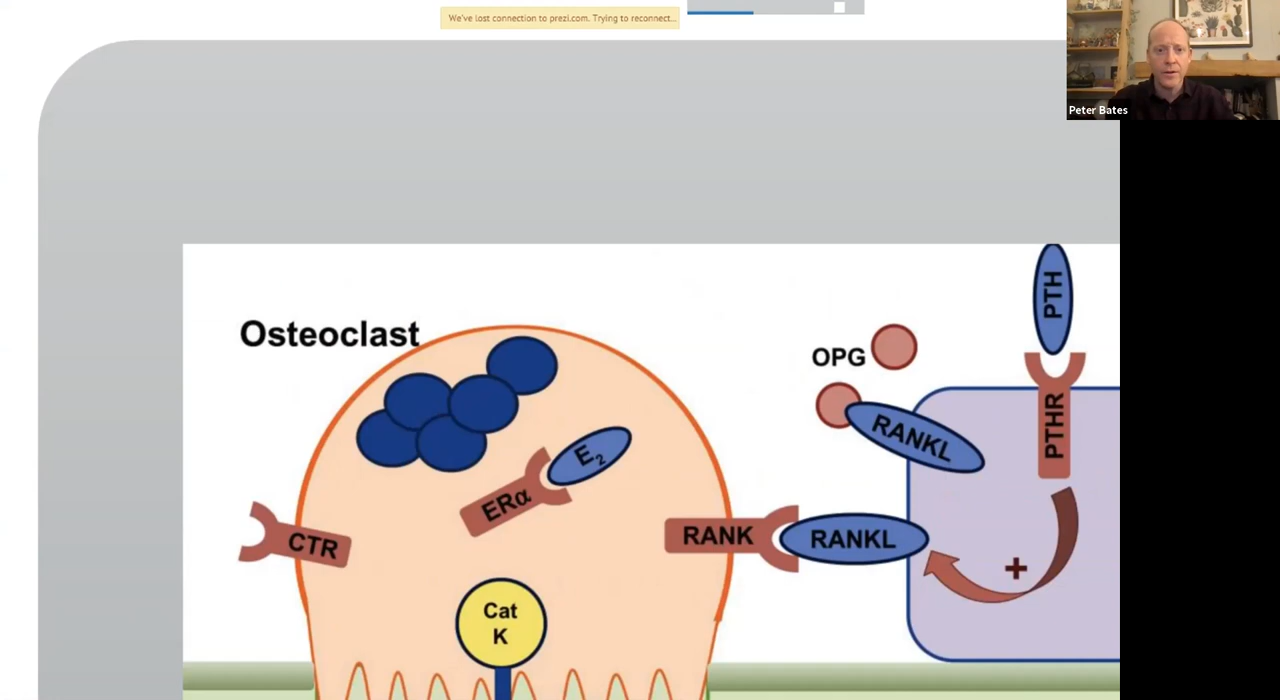 We've lost connection to prezi.com. Trying to reconnect...
Peter Bates
PTH
Osteoclast
OPG
RANKL
PTHR
E2
ERα
CTR
RANK
RANKL
+
Cat
K